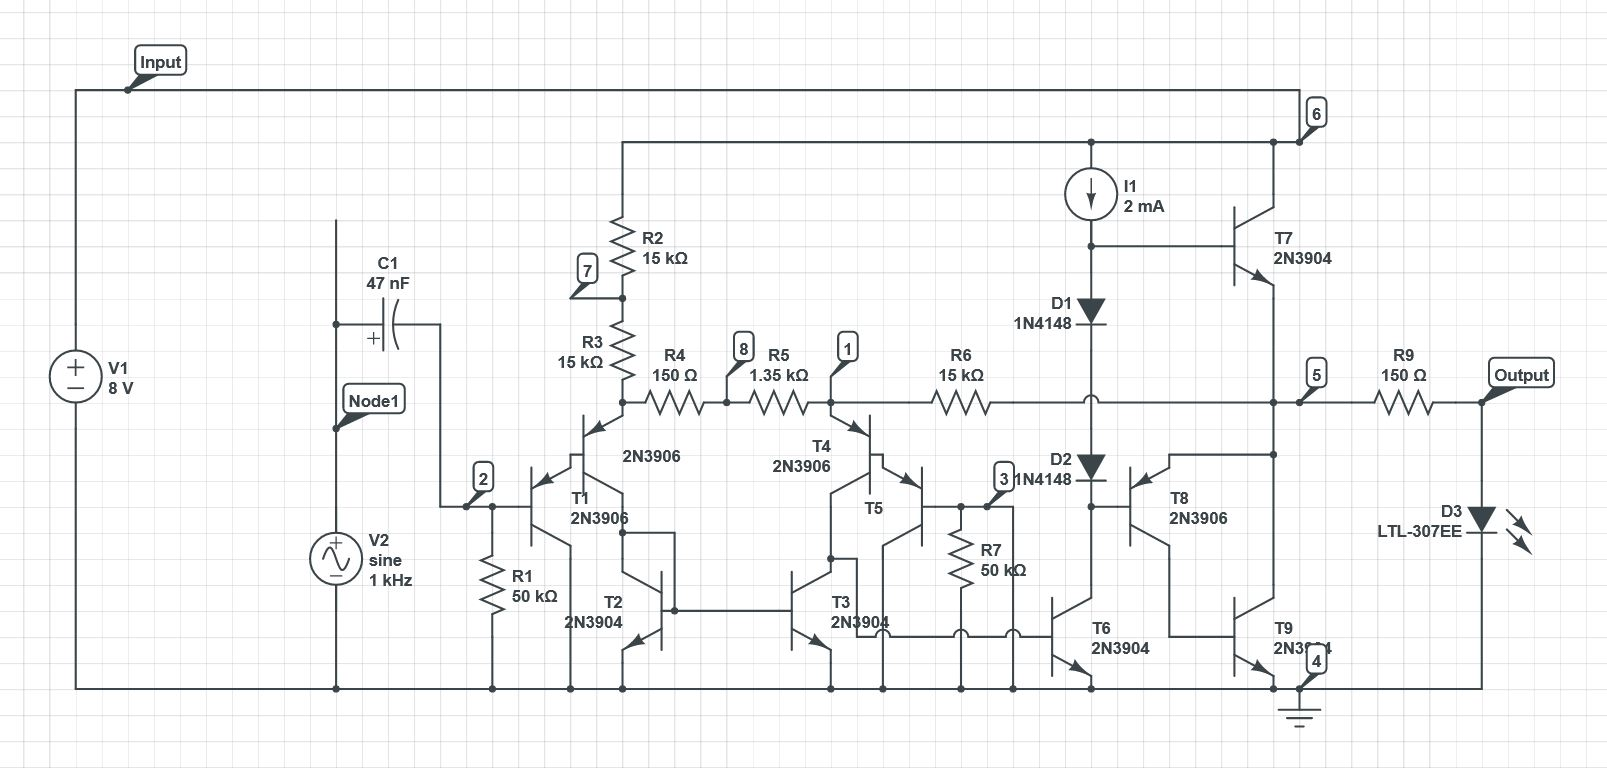 Input
6
I1
2 mA
R2
15 kΩ
T7
2N3904
C1
47 nF
+
7
D1
1N4148
R3
15 kΩ
R4
150 Ω
8
R5
1.35 kΩ
1
R6
15 kΩ
5
R9
150 Ω
Output
V1
8 V
Node1
2N3906
T4
2N3906
D2
1N4148
2
3
T1
2N3906
T5
T8
2N3906
D3
LTL-307EE
V2
sine
1 kHz
R1
50 kΩ
R7
50 kΩ
T2
2N3904
T3
2N3904
T6
2N3904
T9
4